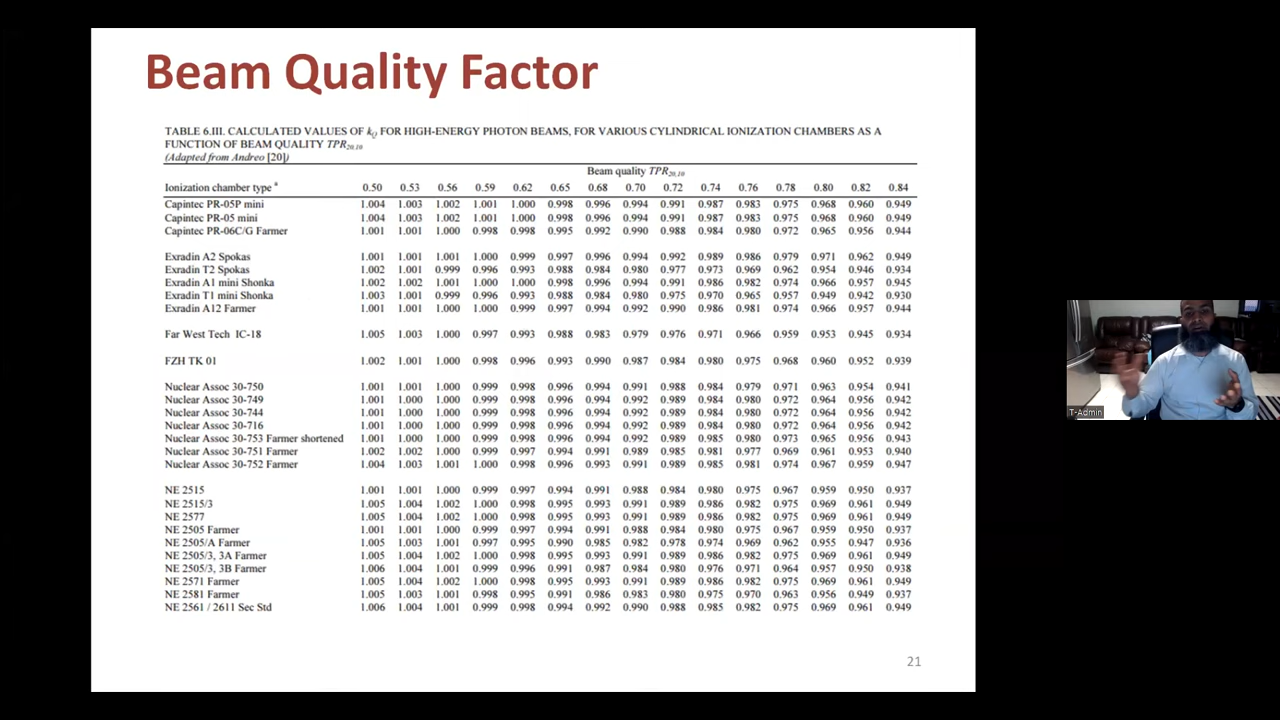 Beam Quality Factor
TABLE 6.III. CALCULATED VALUES OF kQ FOR HIGH-ENERGY PHOTON BEAMS, FOR VARIOUS CYLINDRICAL IONIZATION CHAMBERS AS A
FUNCTION OF BEAM QUALITY TPR20,10
(Adapted from Andreo [20])
Beam quality TPR20,10
Ionization chamber type a 0.50 0.53 0.56 0.59 0.62 0.65 0.68 0.70 0.72 0.74 0.76 0.78 0.80 0.82 0.84
Capintec PR-05P mini 1.004 1.003 1.002 1.001 1.000 0.998 0.996 0.994 0.991 0.987 0.983 0.975 0.968 0.960 0.949
Capintec PR-05 mini 1.004 1.003 1.002 1.001 1.000 0.998 0.996 0.994 0.991 0.987 0.983 0.975 0.968 0.960 0.949
Capintec PR-06C/G Farmer 1.001 1.001 1.000 0.998 0.998 0.995 0.992 0.990 0.988 0.984 0.980 0.972 0.965 0.956 0.944
Exradin A2 Spokas 1.001 1.001 1.001 1.000 0.999 0.997 0.996 0.994 0.992 0.989 0.986 0.979 0.971 0.962 0.949
Exradin T2 Spokas 1.002 1.001 0.999 0.996 0.993 0.988 0.984 0.980 0.977 0.973 0.969 0.962 0.954 0.946 0.934
Exradin A1 mini Shonka 1.002 1.002 1.001 1.000 1.000 0.998 0.996 0.994 0.991 0.986 0.982 0.974 0.966 0.957 0.945
Exradin T1 mini Shonka 1.003 1.001 0.999 0.996 0.993 0.988 0.984 0.980 0.975 0.970 0.965 0.957 0.949 0.942 0.930
Exradin A12 Farmer 1.001 1.001 1.000 1.000 0.999 0.997 0.994 0.992 0.990 0.986 0.981 0.974 0.966 0.957 0.944
Far West Tech IC-18 1.005 1.003 1.000 0.997 0.993 0.988 0.983 0.979 0.976 0.971 0.966 0.959 0.953 0.945 0.934
FZH TK 01 1.002 1.001 1.000 0.998 0.996 0.993 0.990 0.987 0.984 0.980 0.975 0.968 0.960 0.952 0.939
Nuclear Assoc 30-750 1.001 1.001 1.000 0.999 0.998 0.996 0.994 0.991 0.988 0.984 0.979 0.971 0.963 0.954 0.941
Nuclear Assoc 30-749 1.001 1.000 1.000 0.999 0.998 0.996 0.994 0.992 0.989 0.984 0.980 0.972 0.964 0.956 0.942
Nuclear Assoc 30-744 1.001 1.000 1.000 0.999 0.998 0.996 0.994 0.992 0.989 0.984 0.980 0.972 0.964 0.956 0.942
Nuclear Assoc 30-716 1.001 1.000 1.000 0.999 0.998 0.996 0.994 0.992 0.989 0.984 0.980 0.972 0.964 0.956 0.942
Nuclear Assoc 30-753 Farmer shortened 1.001 1.000 1.000 0.999 0.998 0.996 0.994 0.992 0.989 0.985 0.980 0.973 0.965 0.956 0.943
Nuclear Assoc 30-751 Farmer 1.002 1.002 1.000 0.999 0.997 0.994 0.991 0.989 0.985 0.981 0.977 0.969 0.961 0.953 0.940
Nuclear Assoc 30-752 Farmer 1.004 1.003 1.001 1.000 0.998 0.996 0.993 0.991 0.989 0.985 0.981 0.974 0.967 0.959 0.947
NE 2515 1.001 1.001 1.000 0.999 0.997 0.994 0.991 0.988 0.984 0.980 0.975 0.967 0.959 0.950 0.937
NE 2515/3 1.005 1.004 1.002 1.000 0.998 0.995 0.993 0.991 0.989 0.986 0.982 0.975 0.969 0.961 0.949
NE 2577 1.005 1.004 1.002 1.000 0.998 0.995 0.993 0.991 0.989 0.986 0.982 0.975 0.969 0.961 0.949
NE 2505 Farmer 1.001 1.001 1.000 0.999 0.997 0.994 0.991 0.988 0.984 0.980 0.975 0.967 0.959 0.950 0.937
NE 2505/A Farmer 1.005 1.003 1.001 0.997 0.995 0.990 0.985 0.982 0.978 0.974 0.969 0.962 0.955 0.947 0.936
NE 2505/3, 3A Farmer 1.005 1.004 1.002 1.000 0.998 0.995 0.993 0.991 0.989 0.986 0.982 0.975 0.969 0.961 0.949
NE 2505/3, 3B Farmer 1.006 1.004 1.001 0.999 0.996 0.991 0.987 0.984 0.980 0.976 0.971 0.964 0.957 0.950 0.938
NE 2571 Farmer 1.005 1.004 1.002 1.000 0.998 0.995 0.993 0.991 0.989 0.986 0.982 0.975 0.969 0.961 0.949
NE 2581 Farmer 1.005 1.003 1.001 0.998 0.995 0.991 0.986 0.983 0.980 0.975 0.970 0.963 0.956 0.949 0.937
NE 2561 / 2611 Sec Std 1.006 1.004 1.001 0.999 0.998 0.994 0.992 0.990 0.988 0.985 0.982 0.975 0.969 0.961 0.949
T-Admin
21